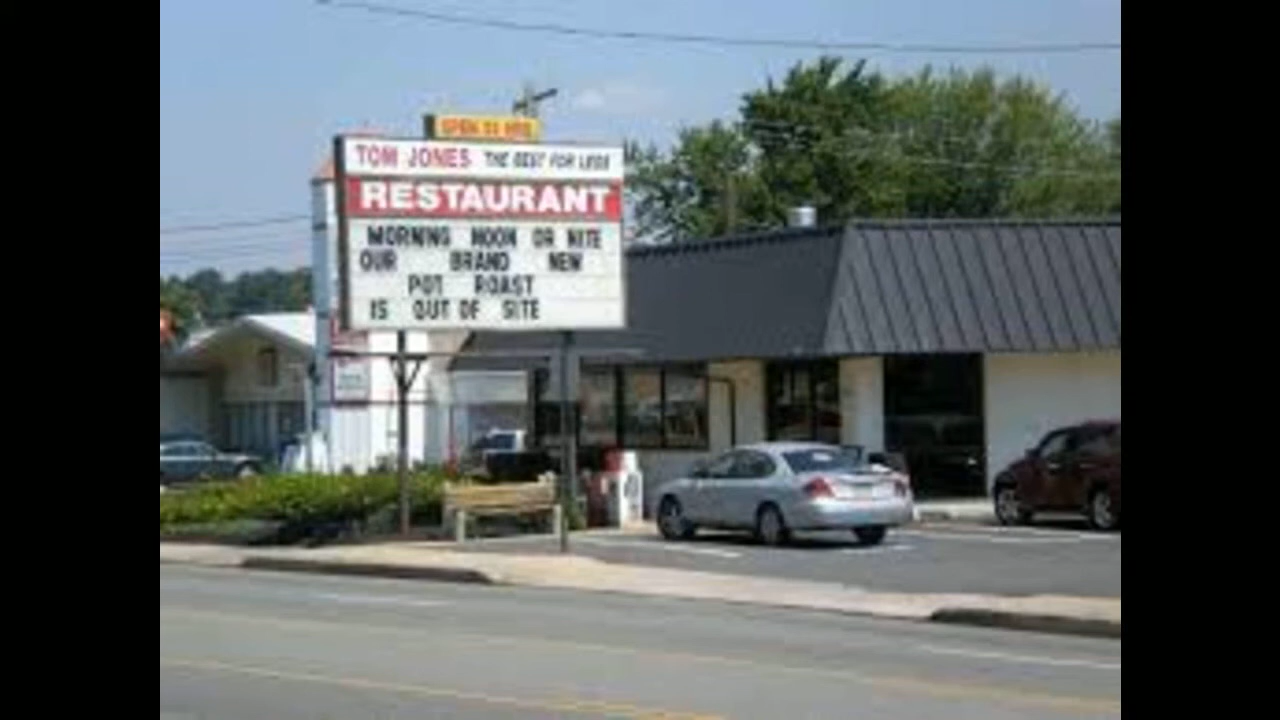 OPEN 24 HRS
TOM JONES THE BEST FOR LESS
RESTAURANT
MORNING NOON OR NITE
OUR BRAND NEW
POT ROAST
IS OUT OF SITE